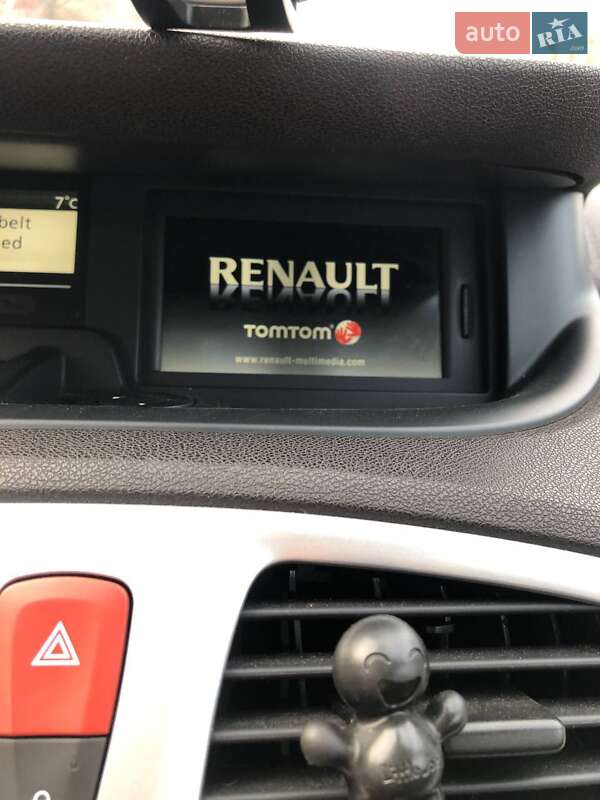 auto RIA
.com
7°c
belt
ed
RENAULT
TOMTOM
www.renault-multimedia.com